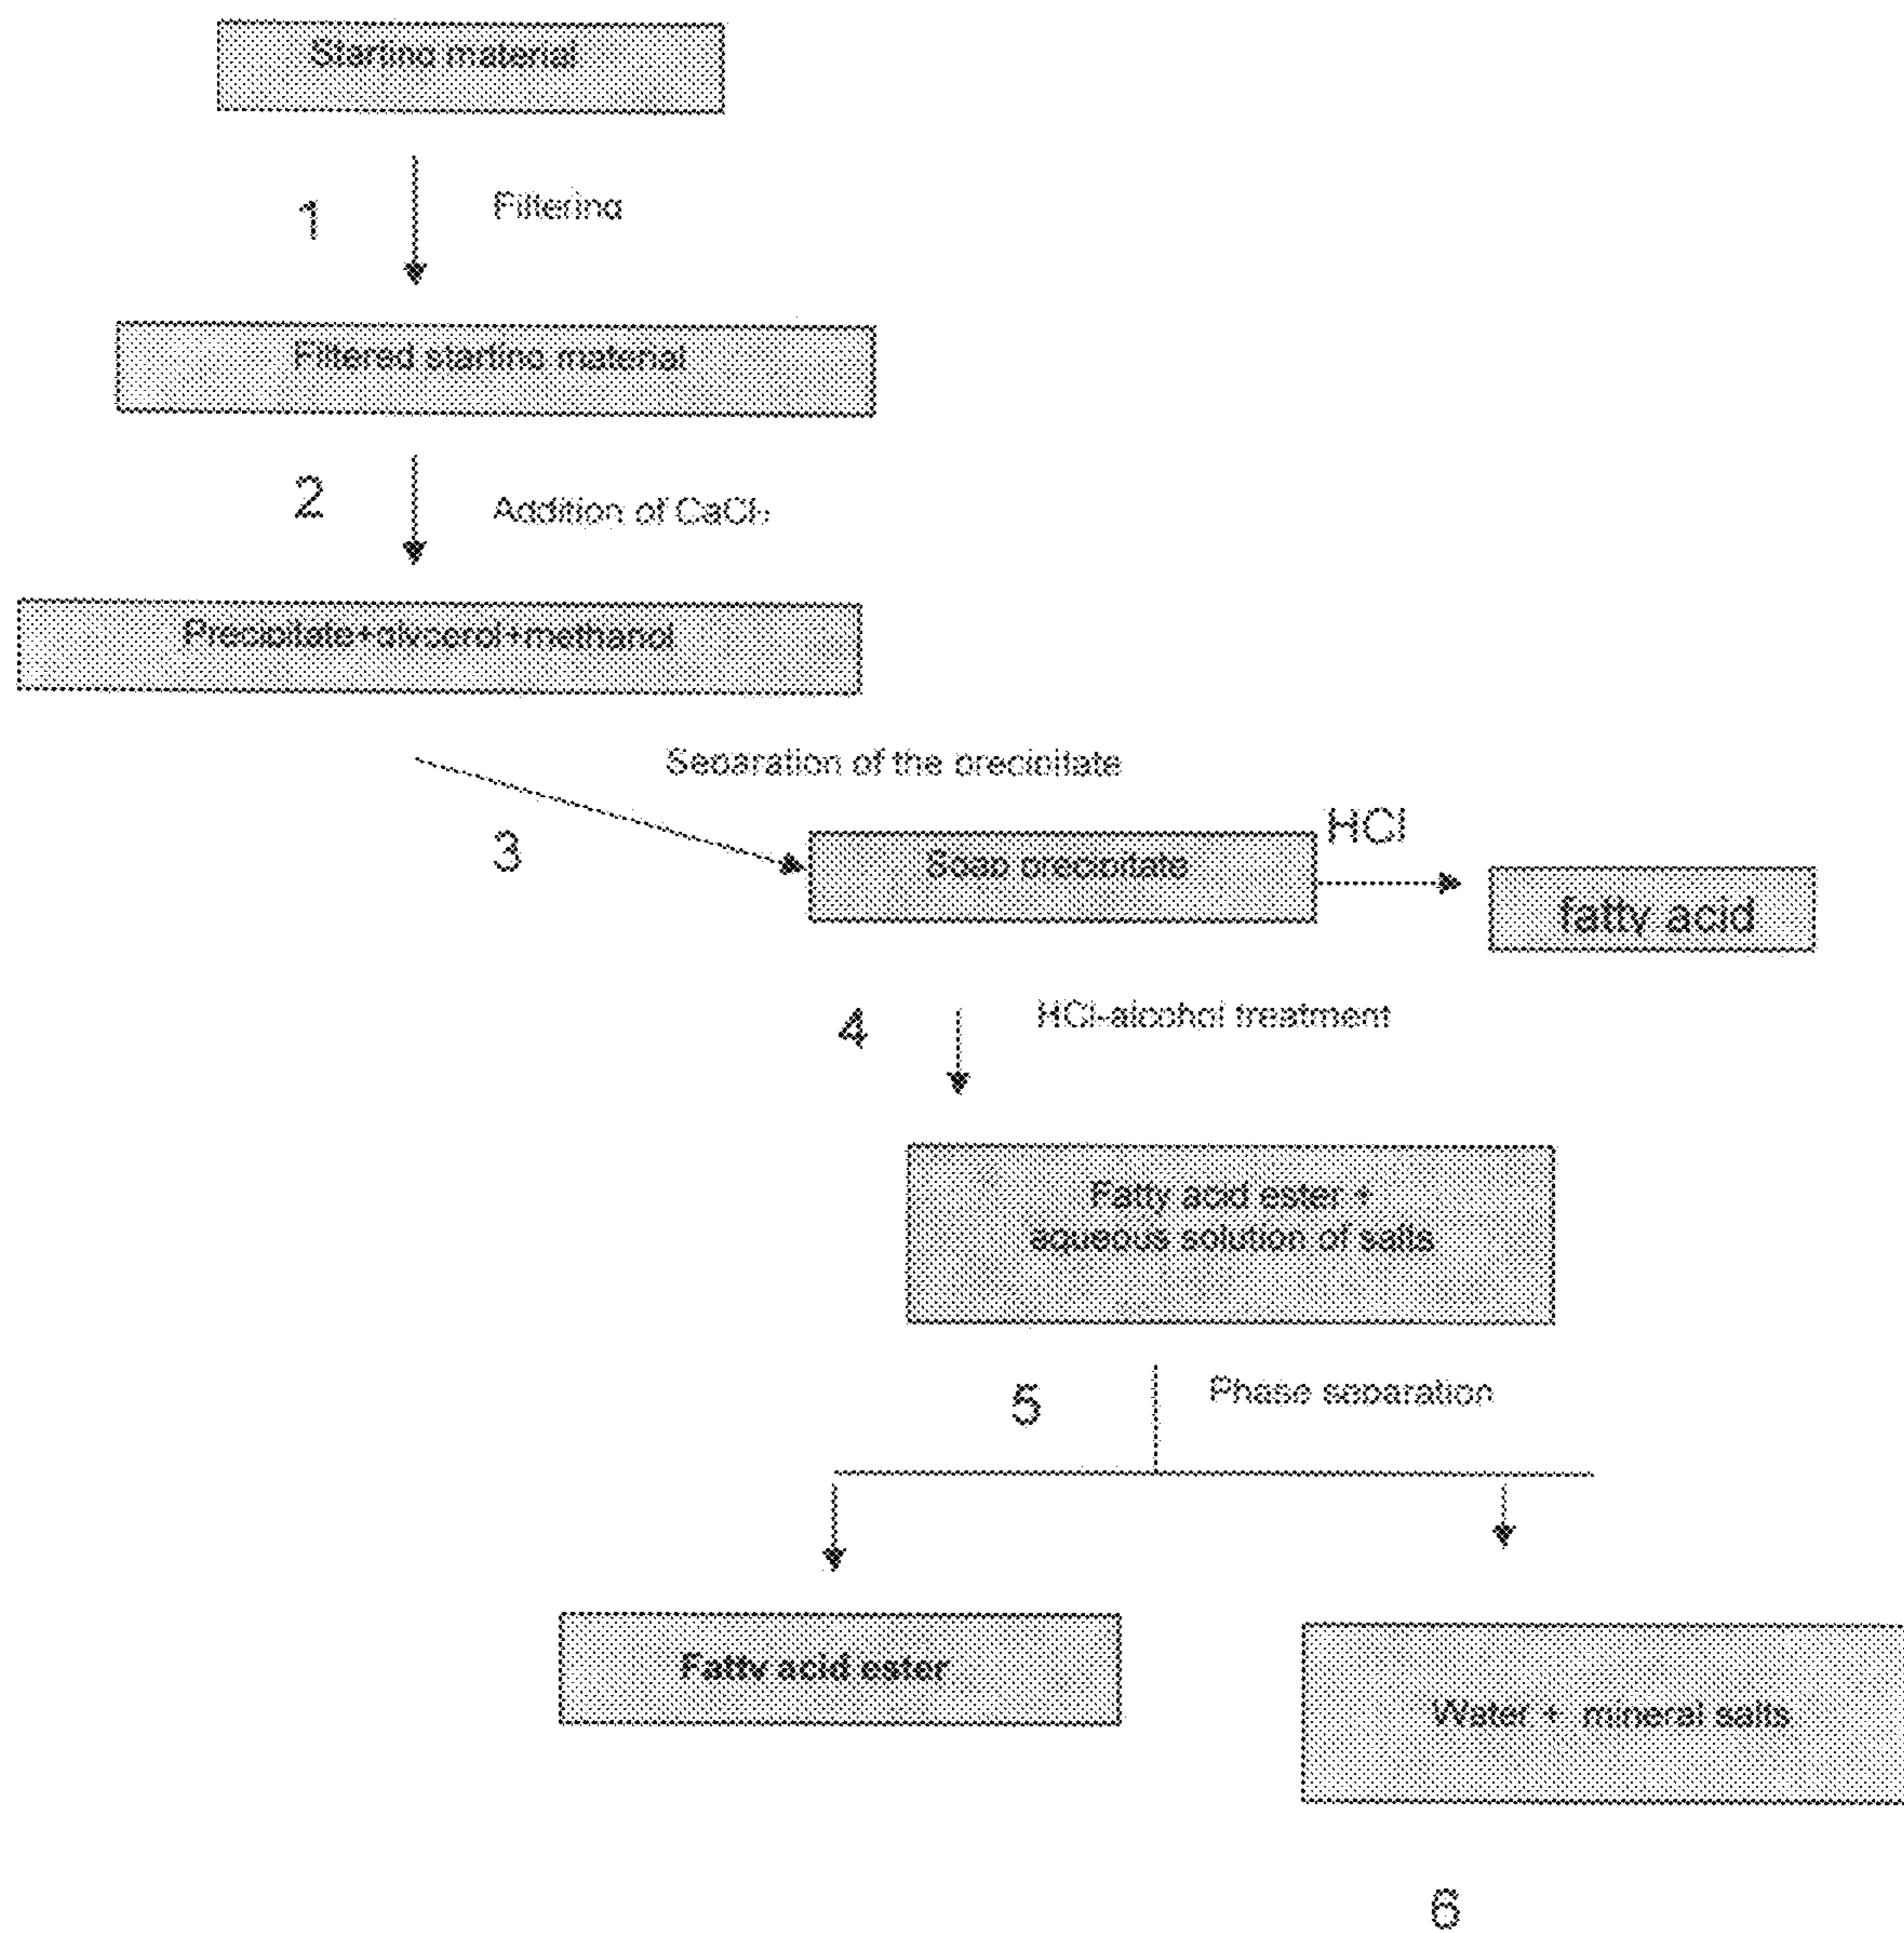 Starting material
1
Filtering
Filtered starting material
2
Addition of CaCl₂
Precipitate+glycerol+methanol
Separation of the precipitate
3
Soap precipitate
HCl
fatty acid
4
HCl-alcohol treatment
Fatty acid ester +
aqueous solution of salts
5
Phase separation
Fatty acid ester
Water + mineral salts
6